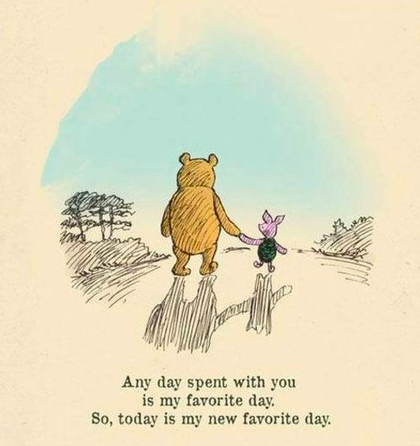 Any day spent with you
is my favorite day.
So, today is my new favorite day.